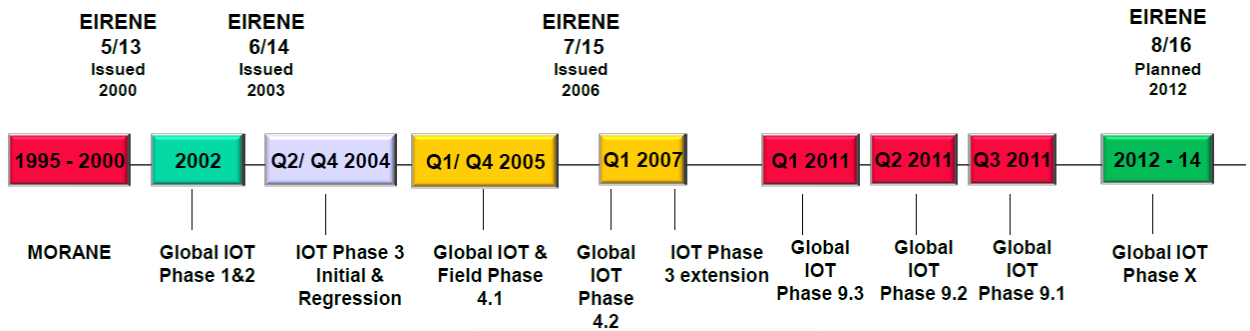 EIRENE
5/13
Issued
2000
EIRENE
6/14
Issued
2003
EIRENE
7/15
Issued
2006
EIRENE
8/16
Planned
2012
1995 - 2000
2002
Q2/ Q4 2004
Q1/ Q4 2005
Q1 2007
Q1 2011
Q2 2011
Q3 2011
2012 - 14
MORANE
Global IOT
Phase 1&2
IOT Phase 3
Initial &
Regression
Global IOT &
Field Phase
4.1
Global
IOT
Phase
4.2
IOT Phase
3 extension
Global
IOT
Phase 9.3
Global
IOT
Phase 9.2
Global
IOT
Phase 9.1
Global IOT
Phase X